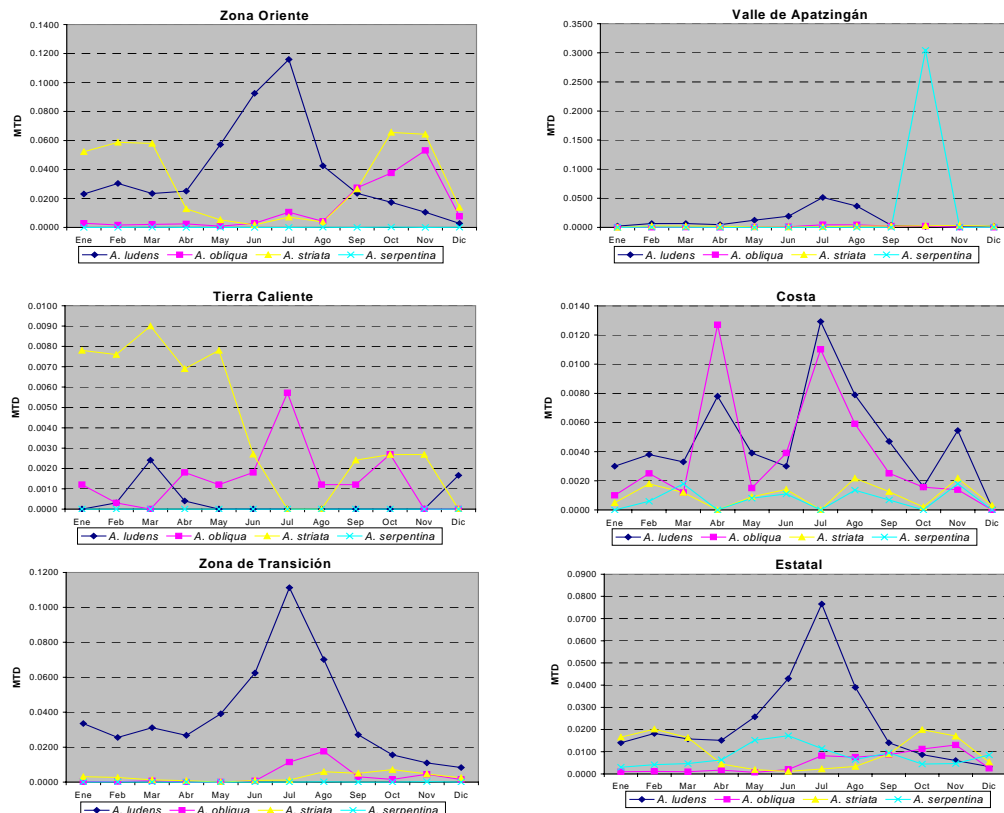 Zona Oriente
0.1400
0.1200
0.1000
0.0800
0.0600
0.0400
0.0200
0.0000
MTD
Ene Feb Mar Abr May Jun Jul Ago Sep Oct Nov Dic
A. ludens A. obliqua A. striata A. serpentina
Valle de Apatzingán
0.3500
0.3000
0.2500
0.2000
0.1500
0.1000
0.0500
0.0000
MTD
Ene Feb Mar Abr May Jun Jul Ago Sep Oct Nov Dic
A. ludens A. obliqua A. striata A. serpentina
Tierra Caliente
0.0100
0.0090
0.0080
0.0070
0.0060
0.0050
0.0040
0.0030
0.0020
0.0010
0.0000
MTD
Ene Feb Mar Abr May Jun Jul Ago Sep Oct Nov Dic
A. ludens A. obliqua A. striata A. serpentina
Costa
0.0140
0.0120
0.0100
0.0080
0.0060
0.0040
0.0020
0.0000
MTD
Ene Feb Mar Abr May Jun Jul Ago Sep Oct Nov Dic
A. ludens A. obliqua A. striata A. serpentina
Zona de Transición
0.1200
0.1000
0.0800
0.0600
0.0400
0.0200
0.0000
MTD
Ene Feb Mar Abr May Jun Jul Ago Sep Oct Nov Dic
A. ludens A. obliqua A. striata A. serpentina
Estatal
0.0900
0.0800
0.0700
0.0600
0.0500
0.0400
0.0300
0.0200
0.0100
0.0000
MTD
Ene Feb Mar Abr May Jun Jul Ago Sep Oct Nov Dic
A. ludens A. obliqua A. striata A. serpentina